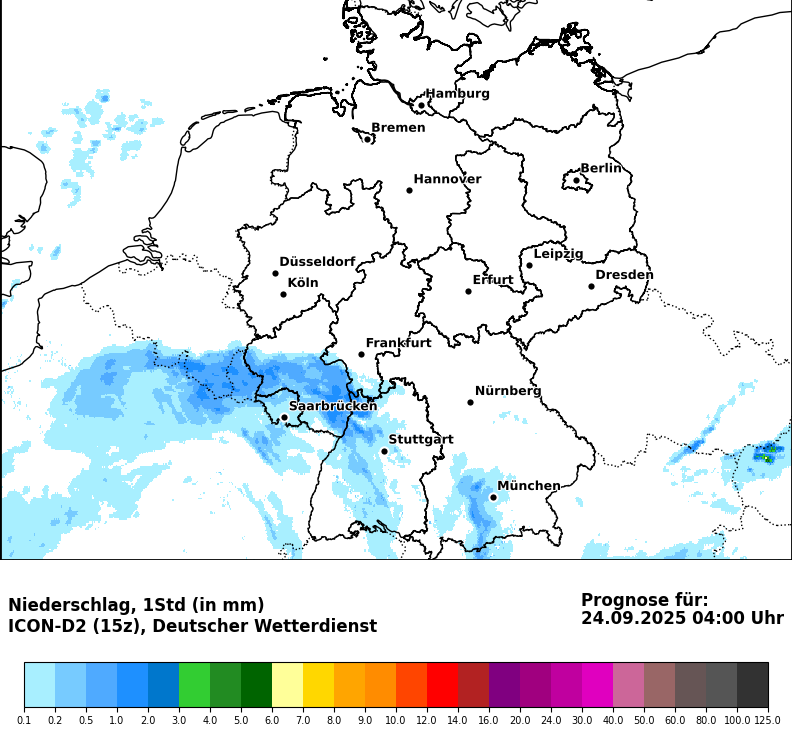 Hamburg
Bremen
Berlin
Hannover
Leipzig
Düsseldorf
Dresden
Köln
Erfurt
Frankfurt
Nürnberg
Saarbrücken
Stuttgart
München
Niederschlag, 1Std (in mm)
ICON-D2 (15z), Deutscher Wetterdienst
Prognose für:
24.09.2025 04:00 Uhr
0.1 0.2 0.5 1.0 2.0 3.0 4.0 5.0 6.0 7.0 8.0 9.0 10.0 12.0 14.0 16.0 20.0 24.0 30.0 40.0 50.0 60.0 80.0 100.0 125.0